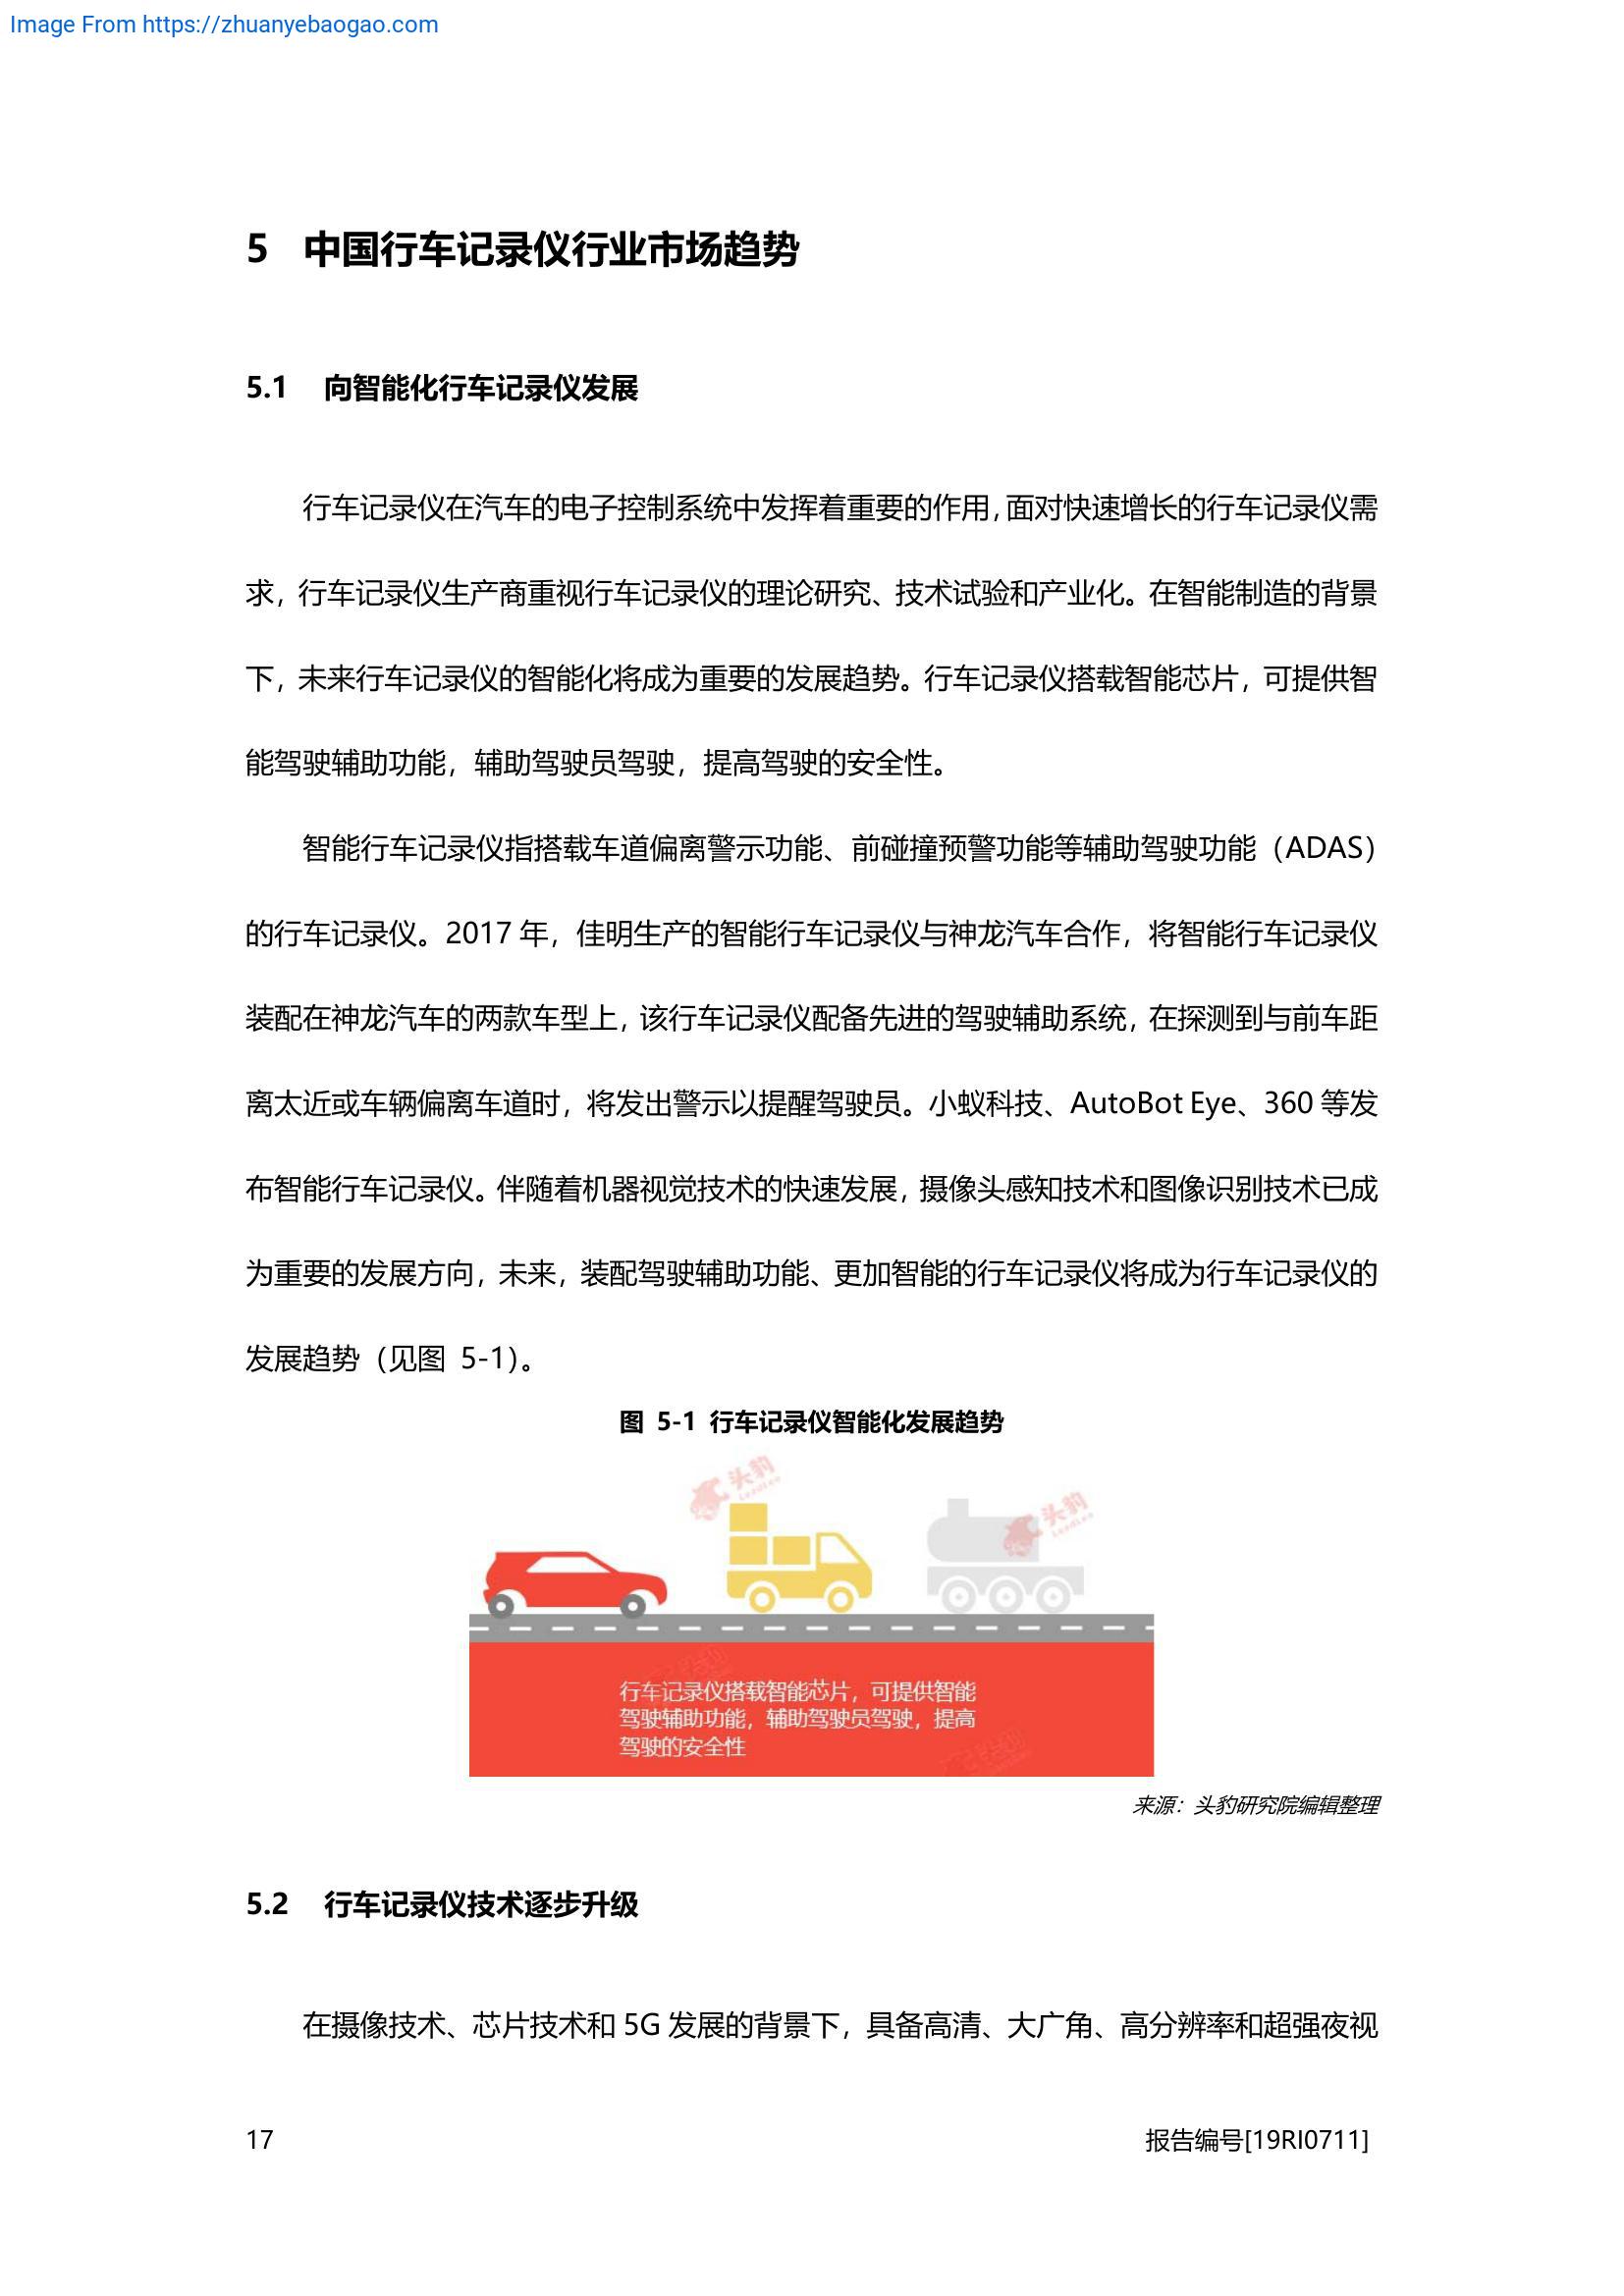 Image From https://zhuanyebaogao.com
5 中国行车记录仪行业市场趋势
5.1 向智能化行车记录仪发展
行车记录仪在汽车的电子控制系统中发挥着重要的作用，面对快速增长的行车记录仪需
求，行车记录仪生产商重视行车记录仪的理论研究、技术试验和产业化。在智能制造的背景
下，未来行车记录仪的智能化将成为重要的发展趋势。行车记录仪搭载智能芯片，可提供智
能驾驶辅助功能，辅助驾驶员驾驶，提高驾驶的安全性。
智能行车记录仪指搭载车道偏离警示功能、前碰撞预警功能等辅助驾驶功能（ADAS）
的行车记录仪。2017 年，佳明生产的智能行车记录仪与神龙汽车合作，将智能行车记录仪
装配在神龙汽车的两款车型上，该行车记录仪配备先进的驾驶辅助系统，在探测到与前车距
离太近或车辆偏离车道时，将发出警示以提醒驾驶员。小蚁科技、AutoBot Eye、360 等发
布智能行车记录仪。伴随着机器视觉技术的快速发展，摄像头感知技术和图像识别技术已成
为重要的发展方向，未来，装配驾驶辅助功能、更加智能的行车记录仪将成为行车记录仪的
发展趋势（见图 5-1）。
图 5-1 行车记录仪智能化发展趋势
头豹
LeadLeo
头豹
LeadLeo
行车记录仪搭载智能芯片，可提供智能
驾驶辅助功能，辅助驾驶员驾驶，提高
驾驶的安全性
来源：头豹研究院编辑整理
5.2 行车记录仪技术逐步升级
在摄像技术、芯片技术和 5G 发展的背景下，具备高清、大广角、高分辨率和超强夜视
17
报告编号[19RI0711]